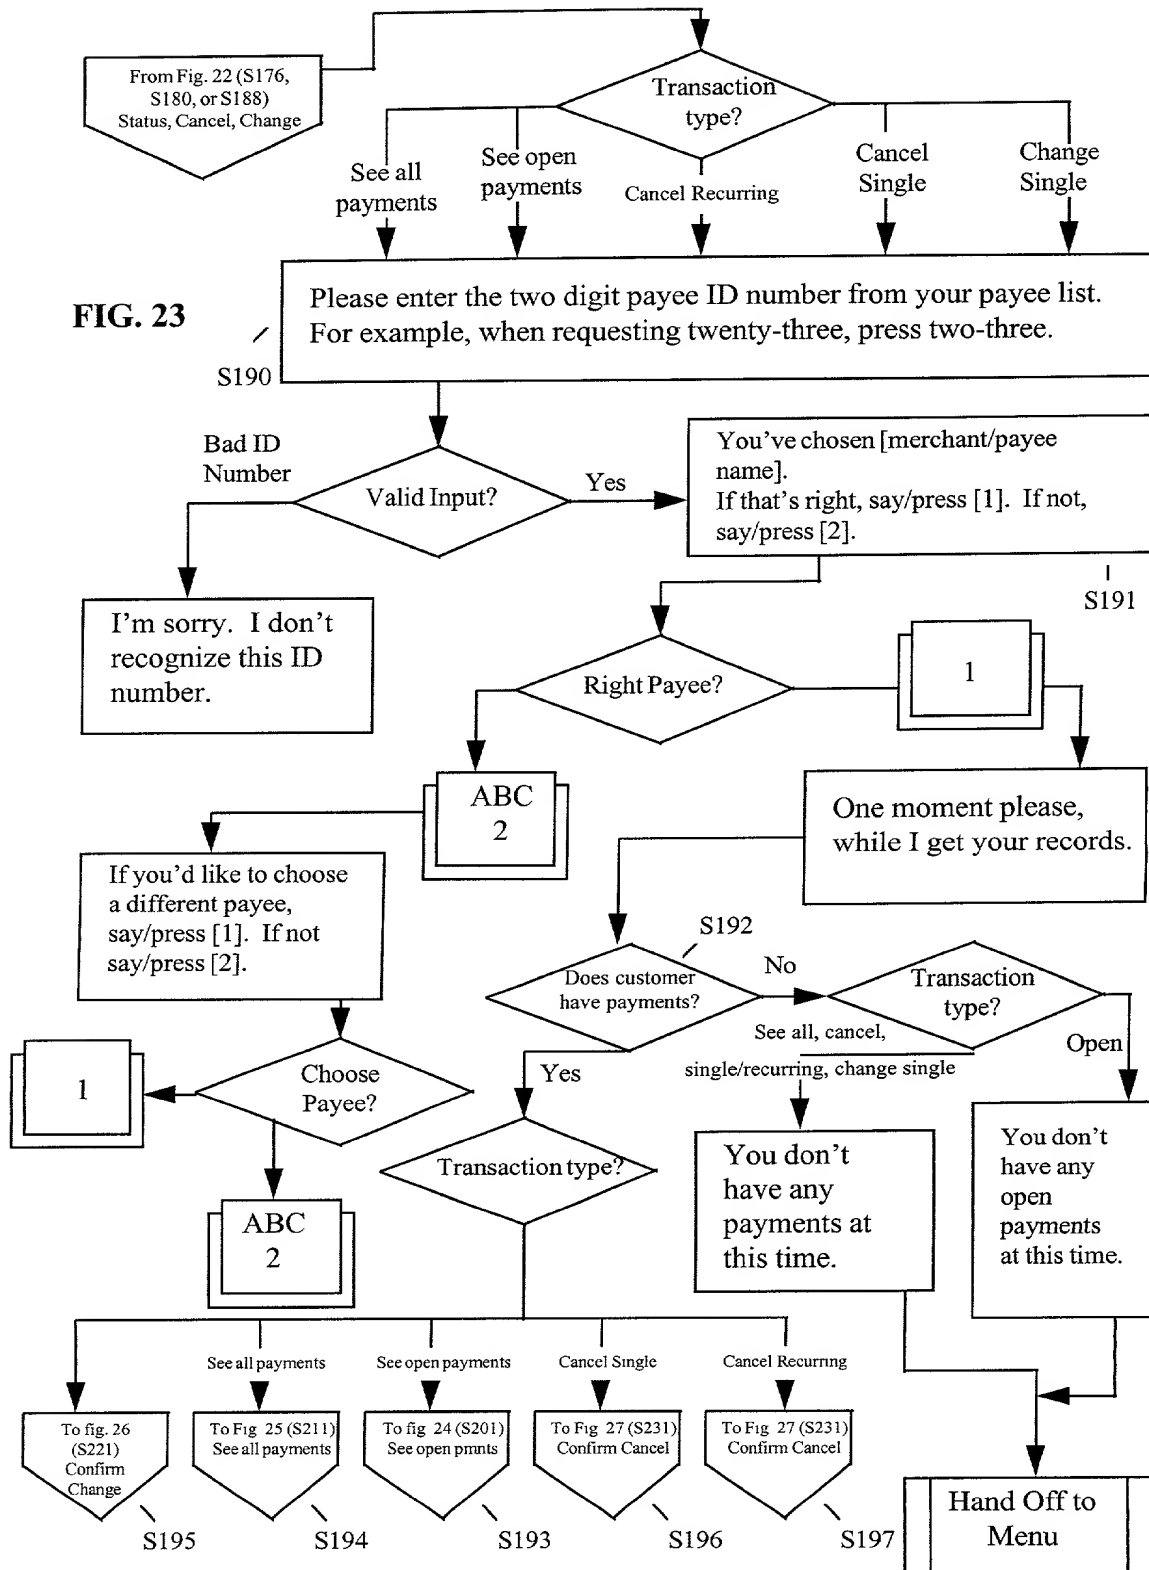 From Fig. 22 (S176,
S180, or S188)
Status, Cancel, Change
Transaction
type?
See all
payments
See open
payments
Cancel Recurring
Cancel
Single
Change
Single
FIG. 23
Please enter the two digit payee ID number from your payee list.
For example, when requesting twenty-three, press two-three.
S190
Bad ID
Number
Valid Input?
Yes
You've chosen [merchant/payee
name].
If that's right, say/press [1]. If not,
say/press [2].
S191
I'm sorry. I don't
recognize this ID
number.
Right Payee?
1
ABC
2
One moment please,
while I get your records.
If you'd like to choose
a different payee,
say/press [1]. If not
say/press [2].
S192
Does customer
have payments?
No
Transaction
type?
See all, cancel,
single/recurring, change single
Open
Yes
1
Choose
Payee?
Transaction type?
You don't
have any
payments at
this time.
You don't
have any
open
payments
at this time.
ABC
2
See all payments
See open payments
Cancel Single
Cancel Recurring
To fig. 26
(S221)
Confirm
Change
To Fig 25 (S211)
See all payments
To fig 24 (S201)
See open pmnts
To Fig 27 (S231)
Confirm Cancel
To Fig 27 (S231)
Confirm Cancel
S195
S194
S193
S196
S197
Hand Off to
Menu